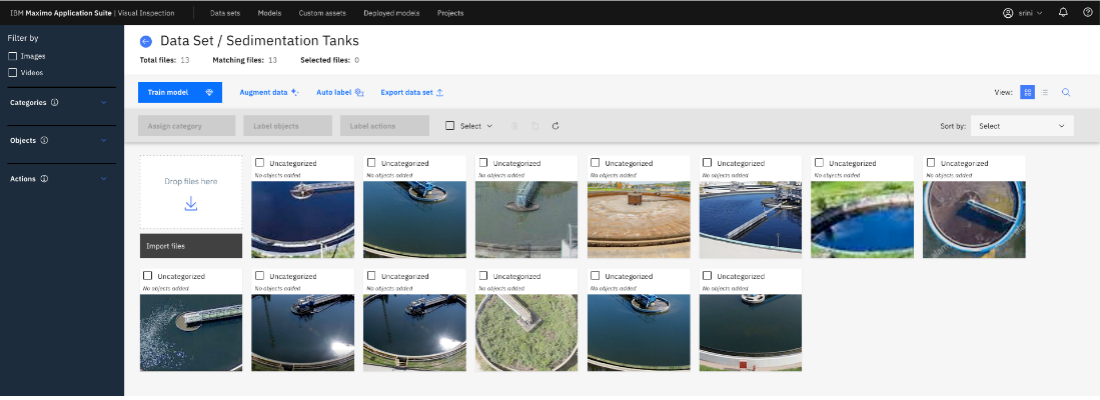 IBM Maximo Application Suite | Visual Inspection
Data sets
Models
Custom assets
Deployed models
Projects
srini
Filter by
Images
Videos
Categories
Objects
Actions
Data Set / Sedimentation Tanks
Total files: 13
Matching files: 13
Selected files: 0
Train model
Augment data
Auto label
Export data set
View:
Assign category
Label objects
Label actions
Select
Sort by:
Select
Drop files here
Import files
Uncategorized
No objects added
Uncategorized
No objects added
Uncategorized
No objects added
Uncategorized
No objects added
Uncategorized
No objects added
Uncategorized
No objects added
Uncategorized
No objects added
Uncategorized
No objects added
Uncategorized
No objects added
Uncategorized
No objects added
Uncategorized
No objects added
Uncategorized
No objects added
Uncategorized
No objects added